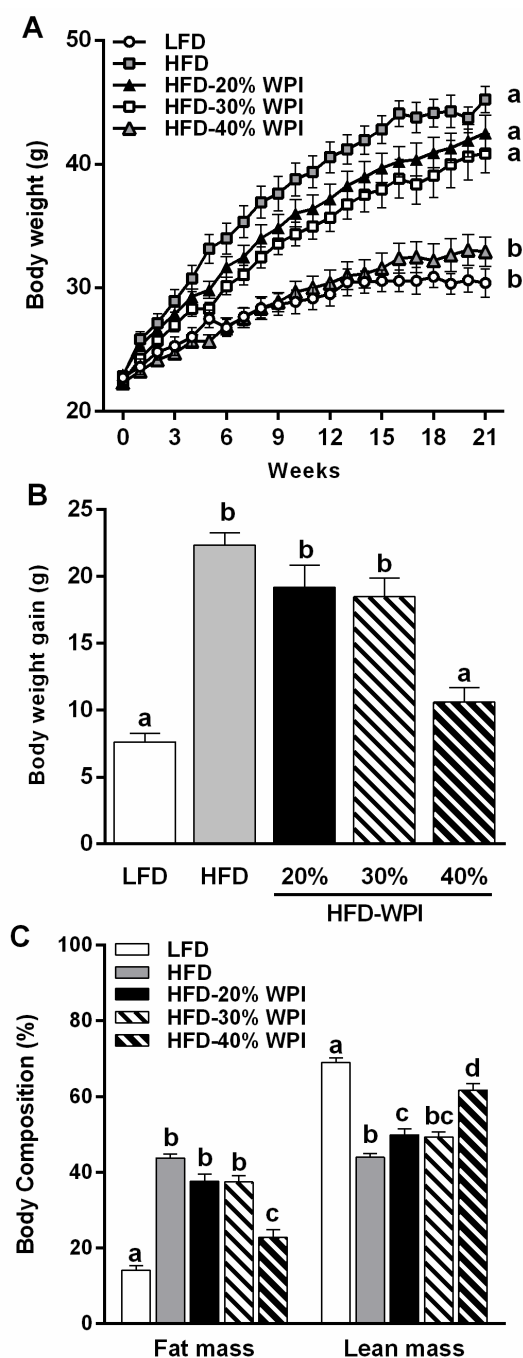 A
50
40
30
20
Body weight (g)
LFD
HFD
HFD-20% WPI
HFD-30% WPI
HFD-40% WPI
a
a
a
b
b
0 3 6 9 12 15 18 21
Weeks
B
25
20
15
10
5
0
Body weight gain (g)
a
b
b
b
a
LFD HFD 20% 30% 40%
HFD-WPI
C
100
80
60
40
20
0
Body Composition (%)
LFD
HFD
HFD-20% WPI
HFD-30% WPI
HFD-40% WPI
a
b
b
b
c
a
b
c
bc
d
Fat mass Lean mass